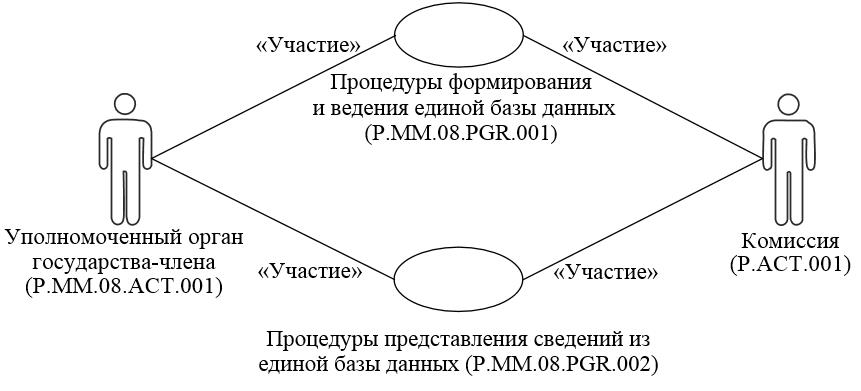 «Участие»
«Участие»
Процедуры формирования
и ведения единой базы данных
(P.MM.08.PGR.001)
Уполномоченный орган
государства-члена
(P.MM.08.ACT.001)
Комиссия
(P.ACT.001)
«Участие»
«Участие»
Процедуры представления сведений из
единой базы данных (P.MM.08.PGR.002)